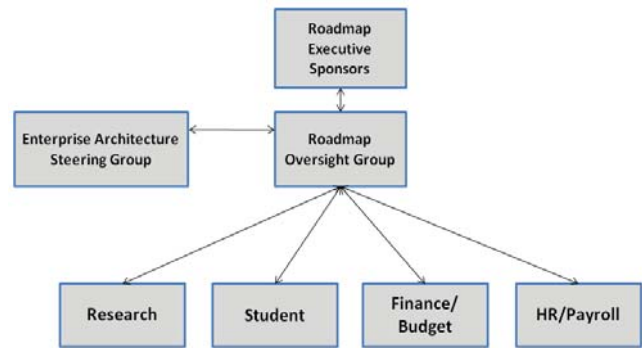 Roadmap
Executive
Sponsors
Enterprise Architecture
Steering Group
Roadmap
Oversight Group
Research
Student
Finance/
Budget
HR/Payroll